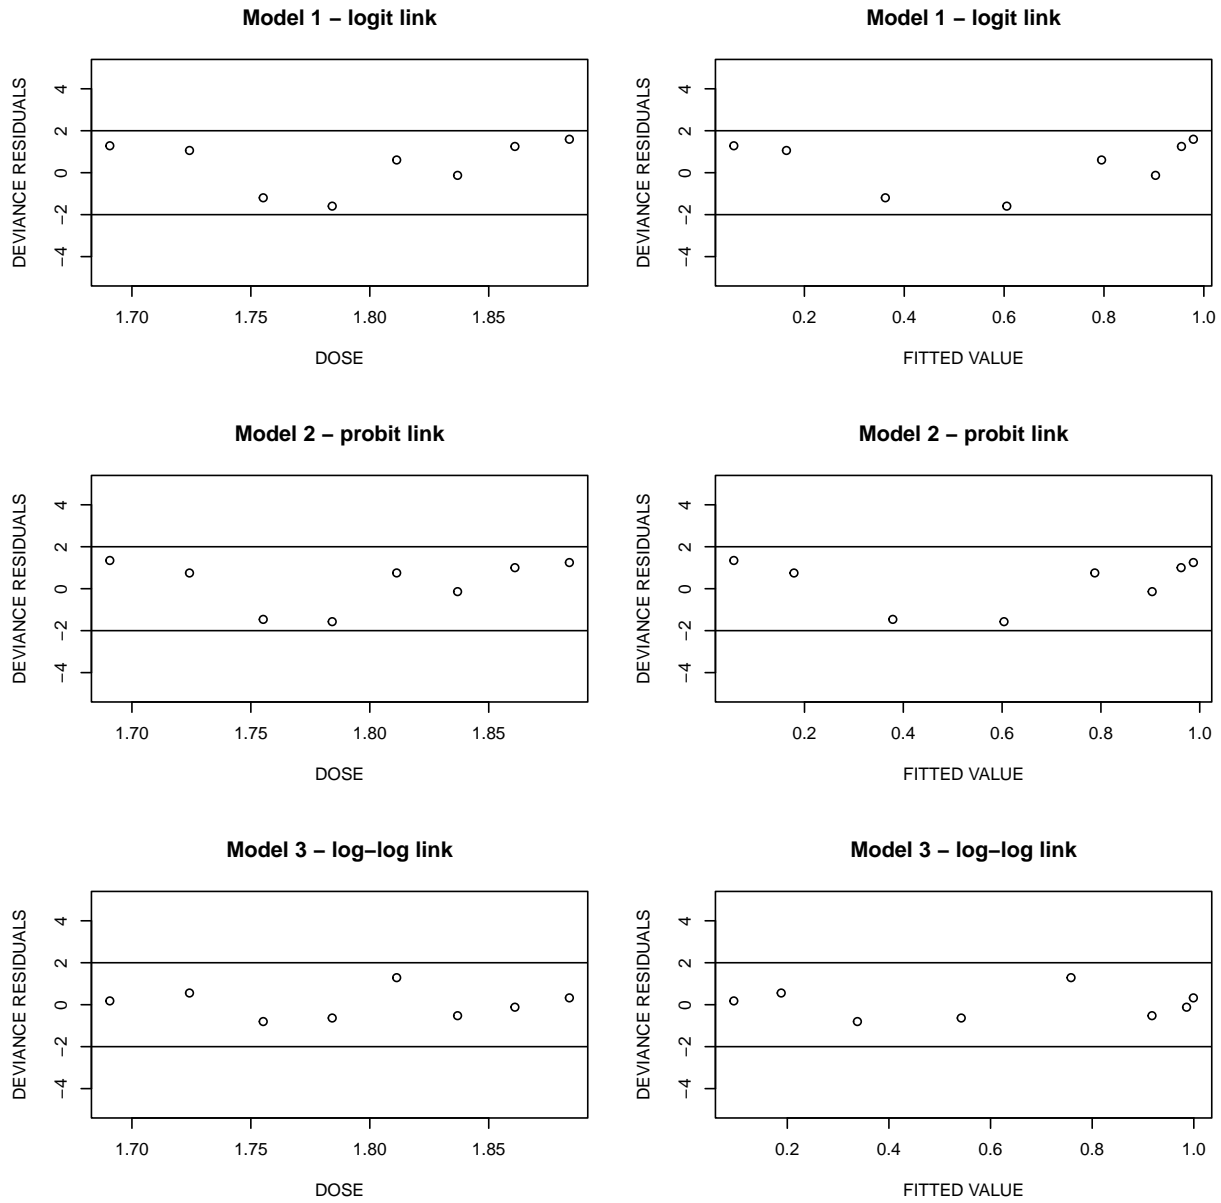 Model 1 – logit link
DEVIANCE RESIDUALS
−4 −2 0 2 4
1.70 1.75 1.80 1.85
DOSE
Model 1 – logit link
DEVIANCE RESIDUALS
−4 −2 0 2 4
0.2 0.4 0.6 0.8 1.0
FITTED VALUE
Model 2 – probit link
DEVIANCE RESIDUALS
−4 −2 0 2 4
1.70 1.75 1.80 1.85
DOSE
Model 2 – probit link
DEVIANCE RESIDUALS
−4 −2 0 2 4
0.2 0.4 0.6 0.8 1.0
FITTED VALUE
Model 3 – log–log link
DEVIANCE RESIDUALS
−4 −2 0 2 4
1.70 1.75 1.80 1.85
DOSE
Model 3 – log–log link
DEVIANCE RESIDUALS
−4 −2 0 2 4
0.2 0.4 0.6 0.8 1.0
FITTED VALUE